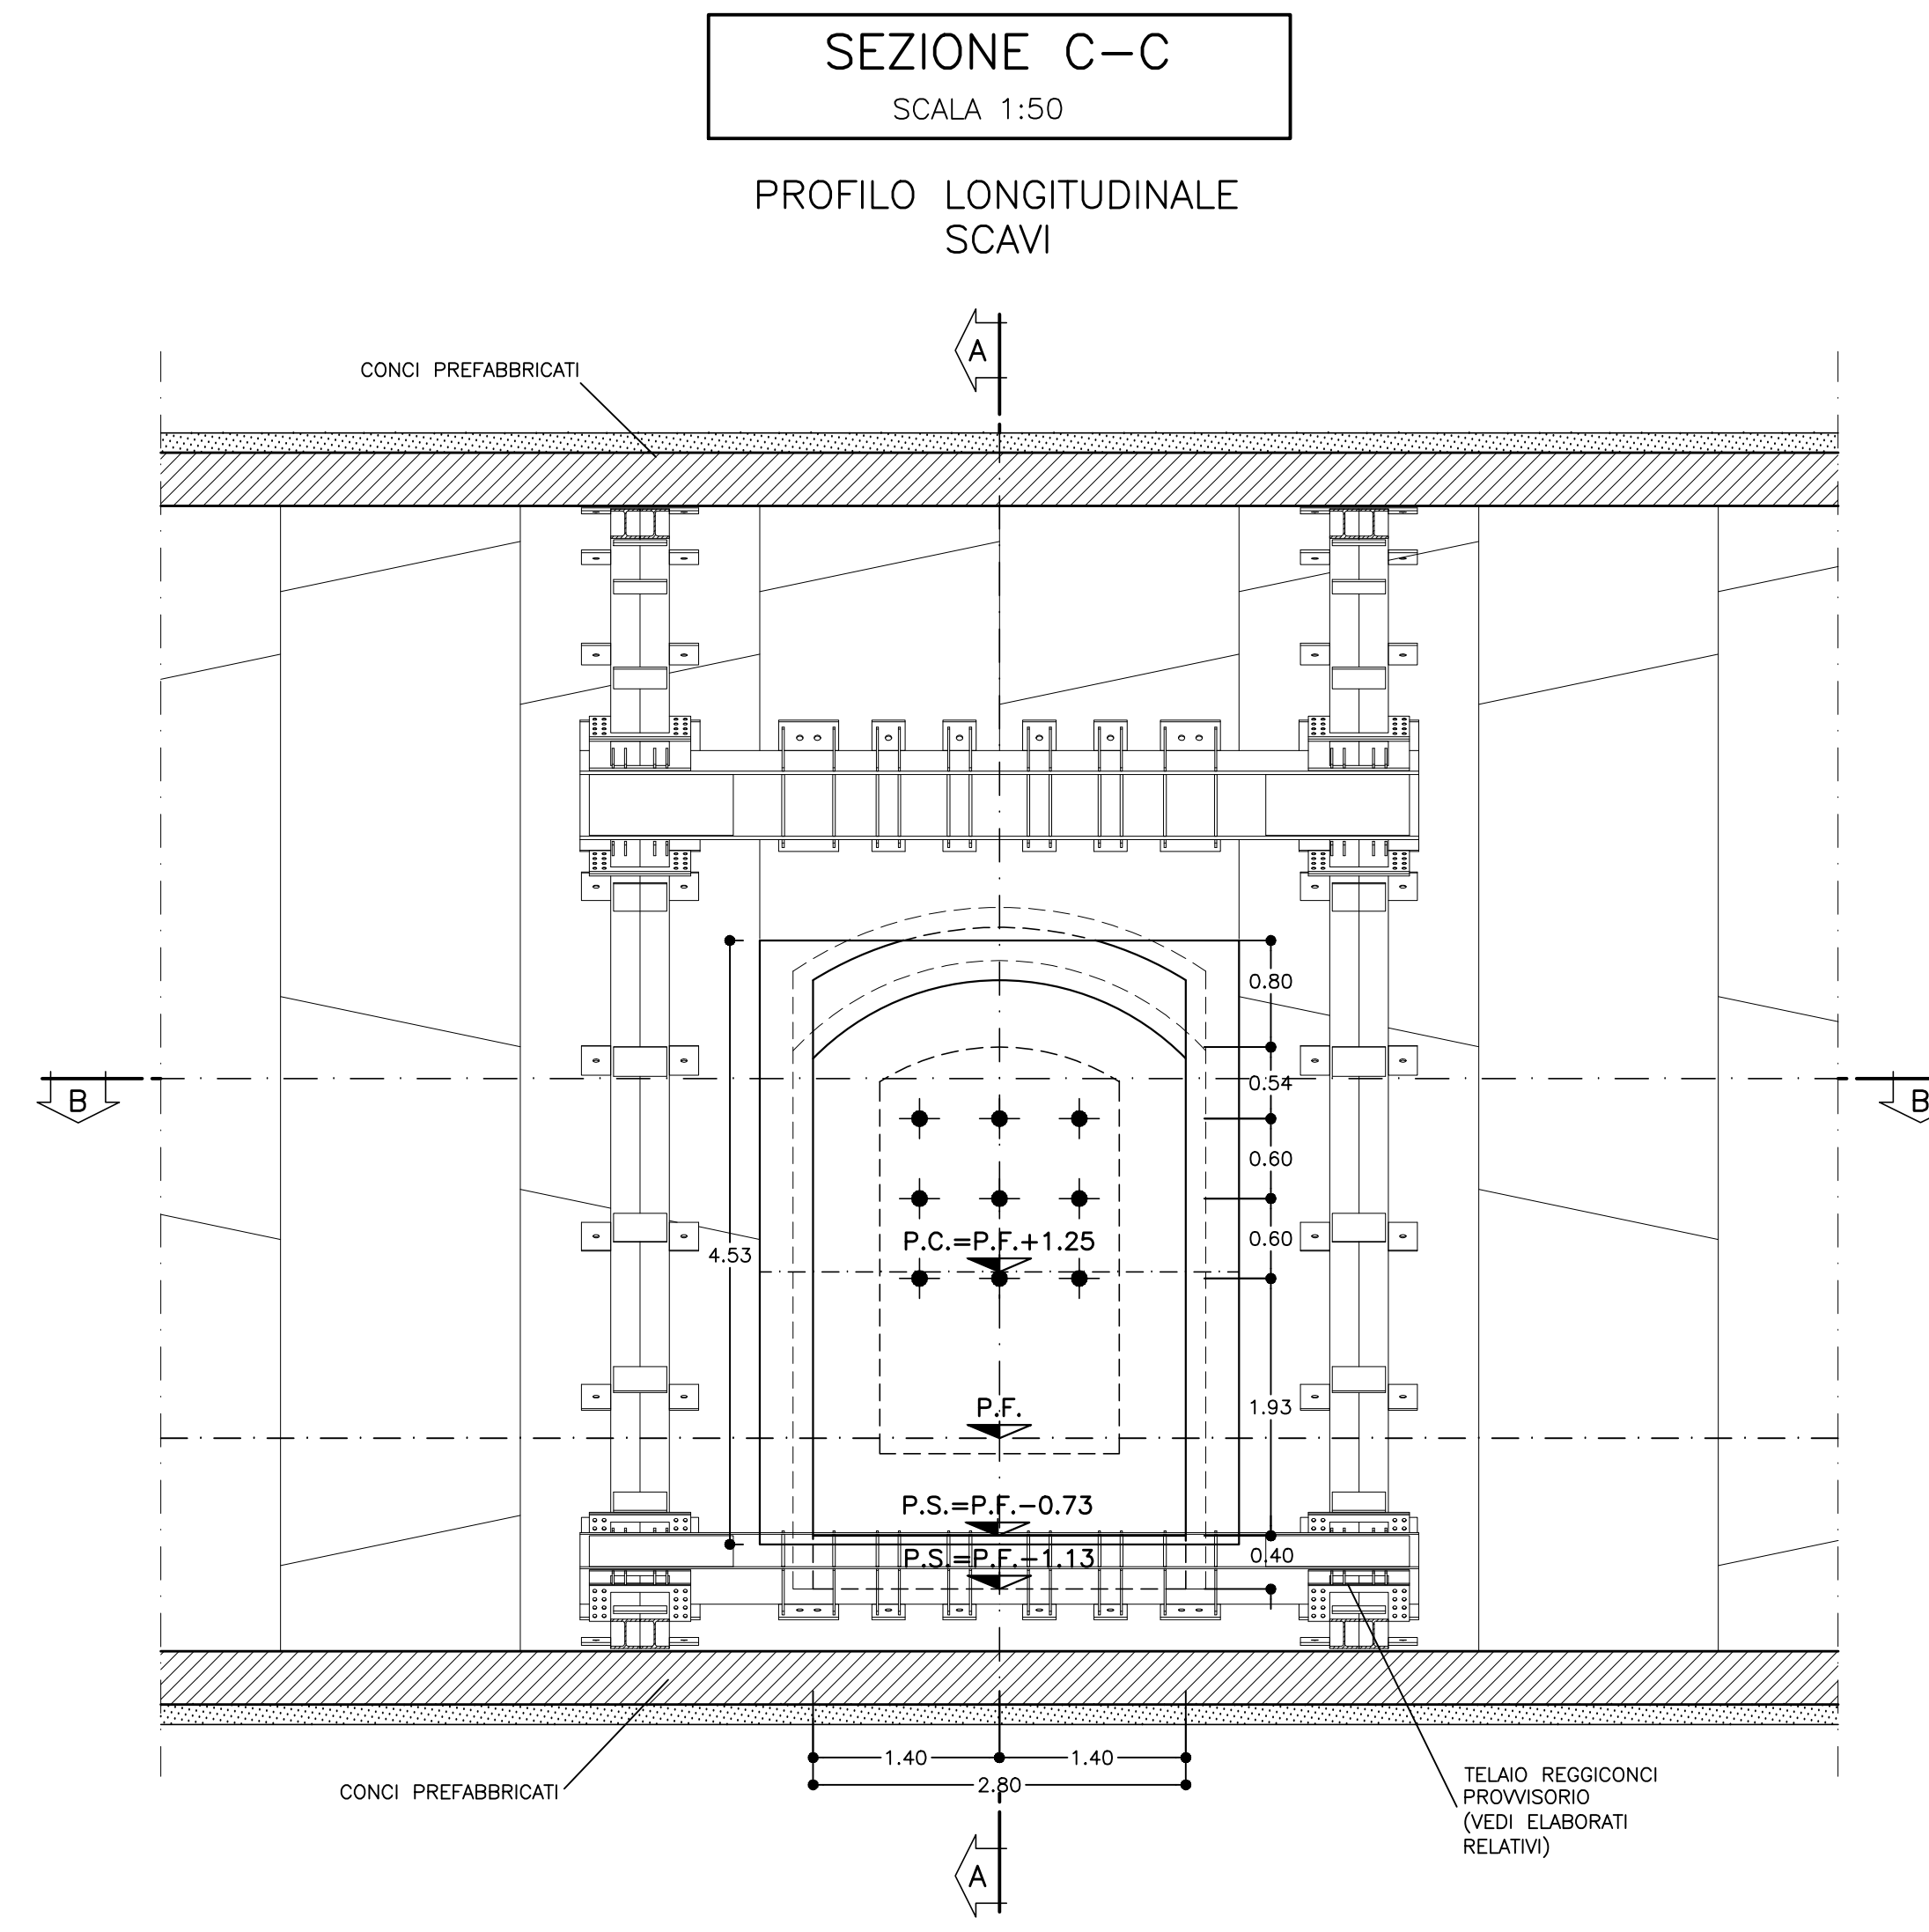 SEZIONE C-C
SCALA 1:50
PROFILO LONGITUDINALE
SCAVI
A
CONCI PREFABBRICATI
0.80
B
0.54
B
0.60
P.C.=P.F.+1.25
0.60
4.53
P.F.
1.93
P.S.=P.F.-0.73
P.S.=P.F.-1.13
0.40
1.40
1.40
2.80
CONCI PREFABBRICATI
TELAIO REGGICONCI
PROVVISORIO
(VEDI ELABORATI
RELATIVI)
A